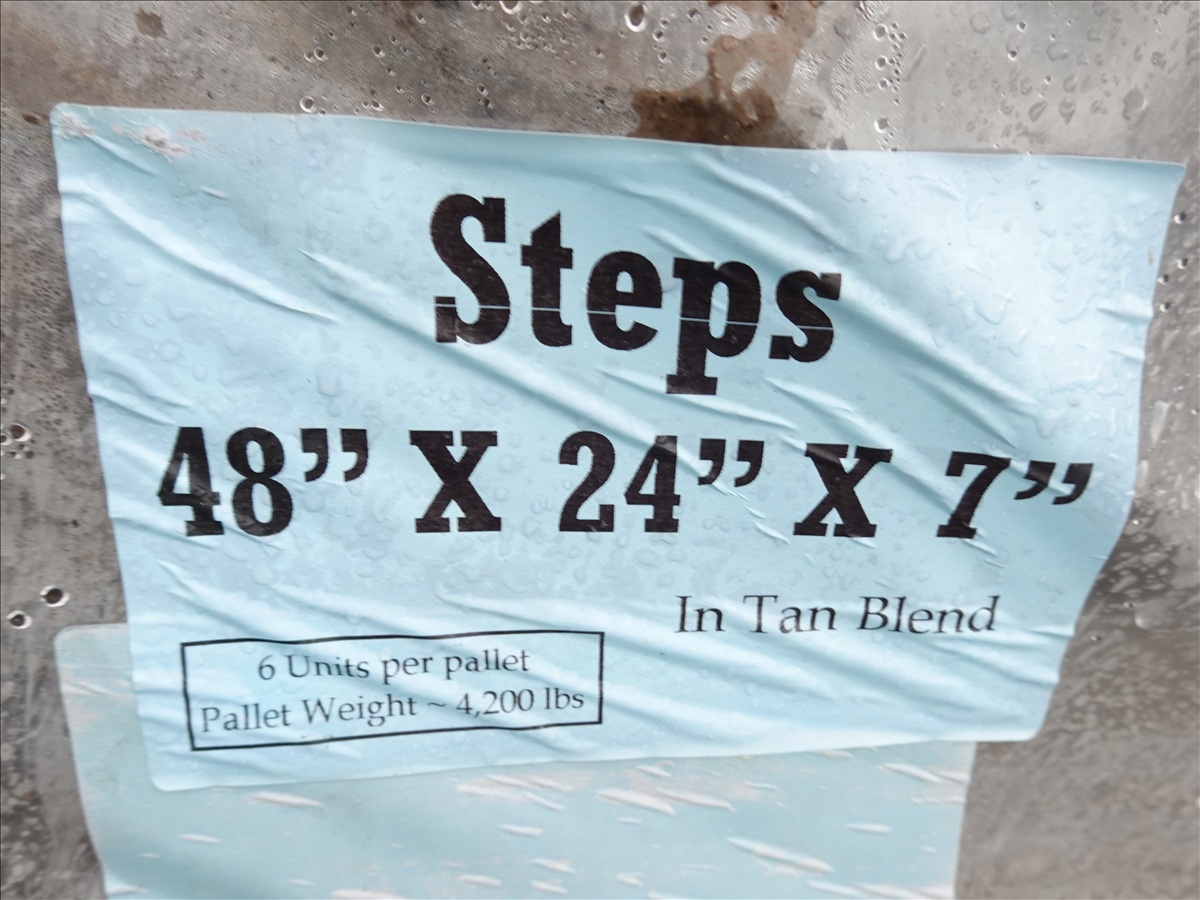 Steps
48” X 24” X 7”
In Tan Blend
6 Units per pallet
Pallet Weight ~ 4,200 lbs